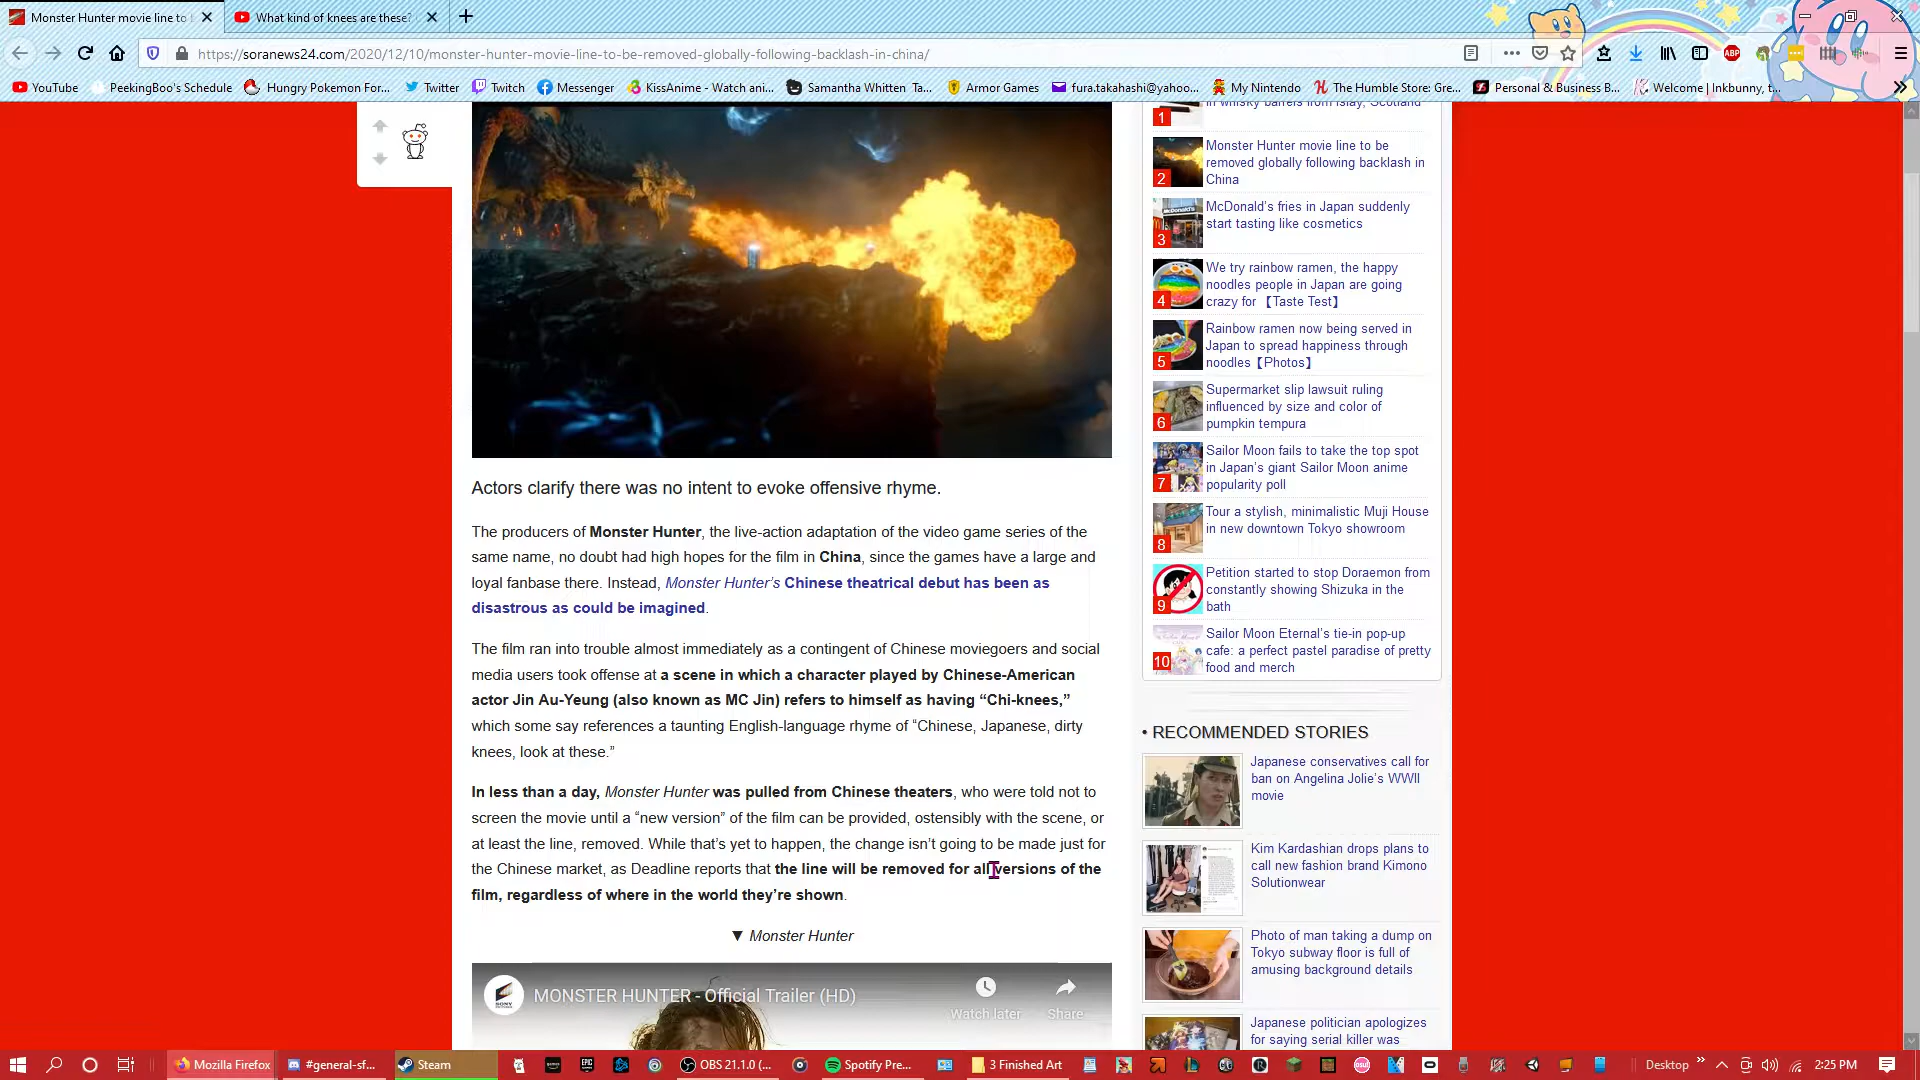 Monster Hunter movie line to b
What kind of knees are these?
https://soranews24.com/2020/12/10/monster-hunter-movie-line-to-be-removed-globally-following-backlash-in-china/
YouTube
PeekingBoo's Schedule
Hungry Pokemon For...
Twitter
Twitch
Messenger
KissAnime - Watch ani...
Samantha Whitten Ta...
Armor Games
fura.takahashi@yahoo...
My Nintendo
The Humble Store: Gre...
Personal & Business B...
Welcome | Inkbunny, t...
Actors clarify there was no intent to evoke offensive rhyme.
The producers of Monster Hunter, the live-action adaptation of the video game series of the
same name, no doubt had high hopes for the film in China, since the games have a large and
loyal fanbase there. Instead, Monster Hunter's Chinese theatrical debut has been as
disastrous as could be imagined.
The film ran into trouble almost immediately as a contingent of Chinese moviegoers and social
media users took offense at a scene in which a character played by Chinese-American
actor Jin Au-Yeung (also known as MC Jin) refers to himself as having “Chi-knees,”
which some say references a taunting English-language rhyme of “Chinese, Japanese, dirty
knees, look at these.”
In less than a day, Monster Hunter was pulled from Chinese theaters, who were told not to
screen the movie until a “new version” of the film can be provided, ostensibly with the scene, or
at least the line, removed. While that’s yet to happen, the change isn’t going to be made just for
the Chinese market, as Deadline reports that the line will be removed for all versions of the
film, regardless of where in the world they’re shown.
▼ Monster Hunter
MONSTER HUNTER - Official Trailer (HD)
Watch later
Share
in whisky barrels from Islay, Scotland
1
Monster Hunter movie line to be
removed globally following backlash in
China
2
McDonald’s fries in Japan suddenly
start tasting like cosmetics
3
We try rainbow ramen, the happy
noodles people in Japan are going
crazy for 【Taste Test】
4
Rainbow ramen now being served in
Japan to spread happiness through
noodles【Photos】
5
Supermarket slip lawsuit ruling
influenced by size and color of
pumpkin tempura
6
Sailor Moon fails to take the top spot
in Japan’s giant Sailor Moon anime
popularity poll
7
Tour a stylish, minimalistic Muji House
in new downtown Tokyo showroom
8
Petition started to stop Doraemon from
constantly showing Shizuka in the
bath
9
Sailor Moon Eternal’s tie-in pop-up
cafe: a perfect pastel paradise of pretty
food and merch
10
• RECOMMENDED STORIES
Japanese conservatives call for
ban on Angelina Jolie’s WWII
movie
Kim Kardashian drops plans to
call new fashion brand Kimono
Solutionwear
Photo of man taking a dump on
Tokyo subway floor is full of
amusing background details
Japanese politician apologizes
for saying serial killer was
Mozilla Firefox
#general-sf...
Steam
OBS 21.1.0 (...
Spotify Pre...
3 Finished Art
Desktop
2:25 PM